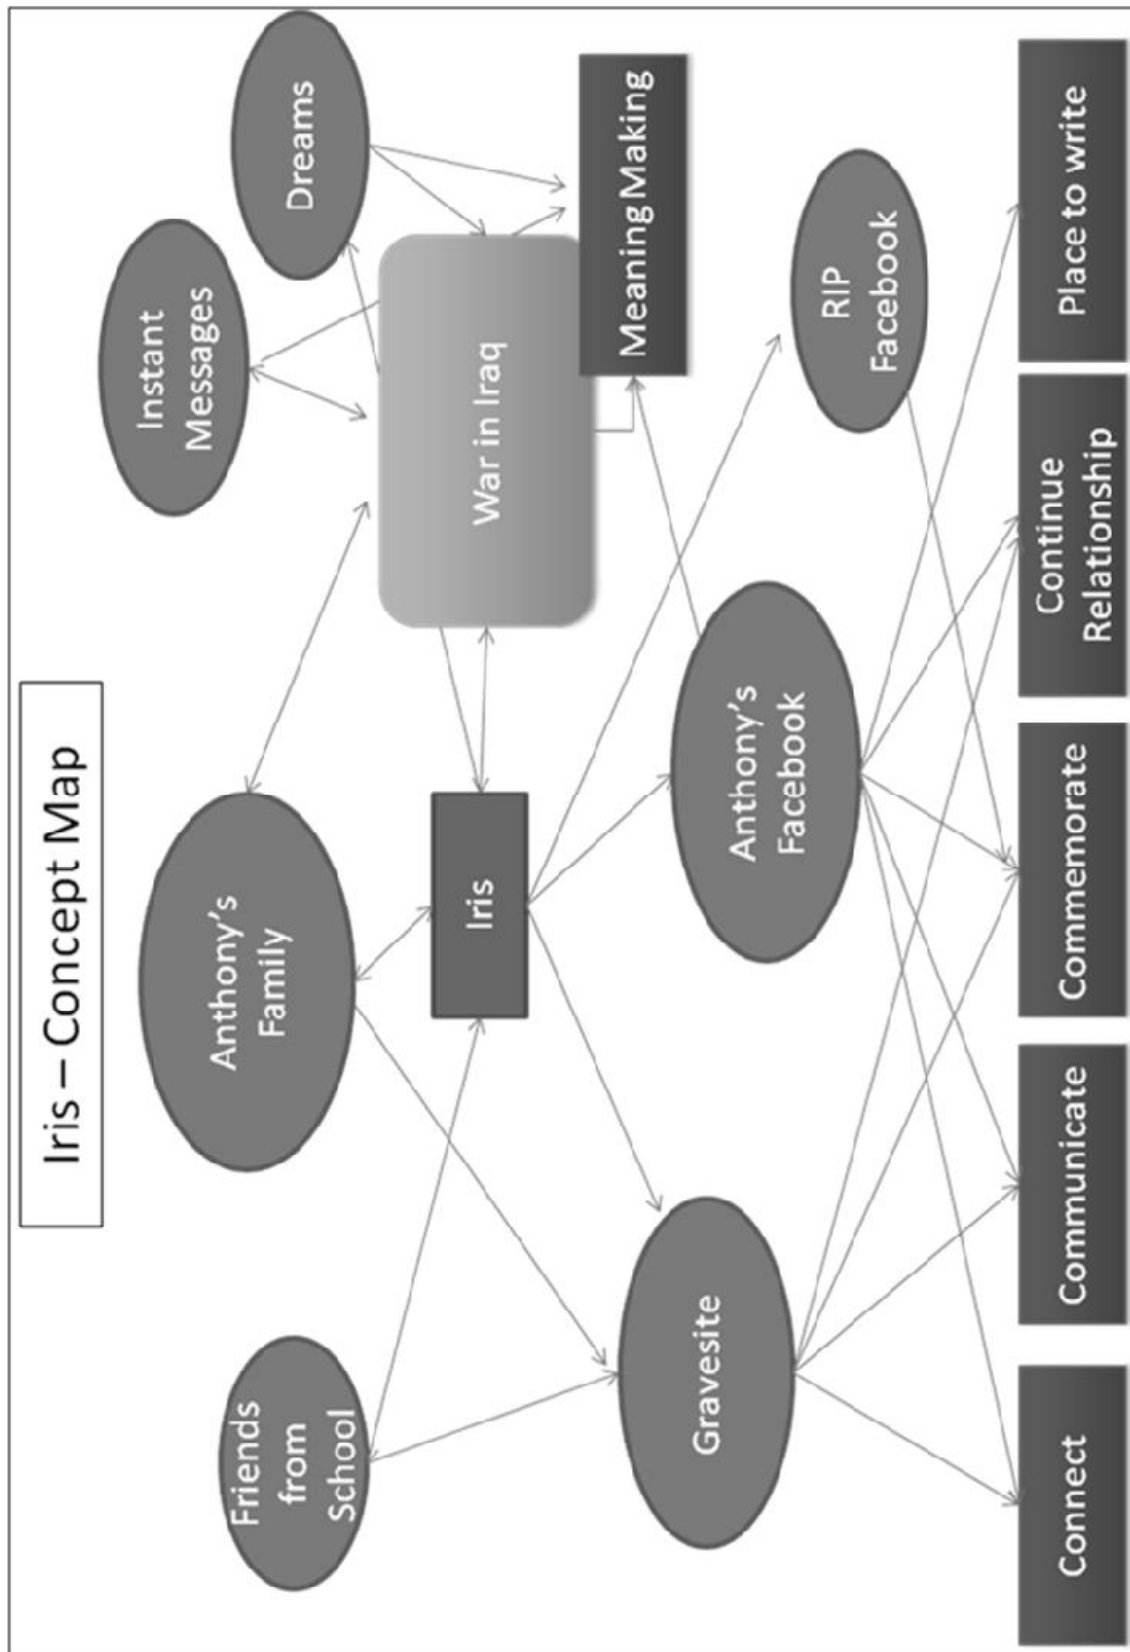 Iris – Concept Map
Friends
from
School
Anthony's
Family
Instant
Messages
Dreams
Iris
War in Iraq
Meaning Making
Gravesite
Anthony's
Facebook
RIP
Facebook
Connect
Communicate
Commemorate
Continue
Relationship
Place to write